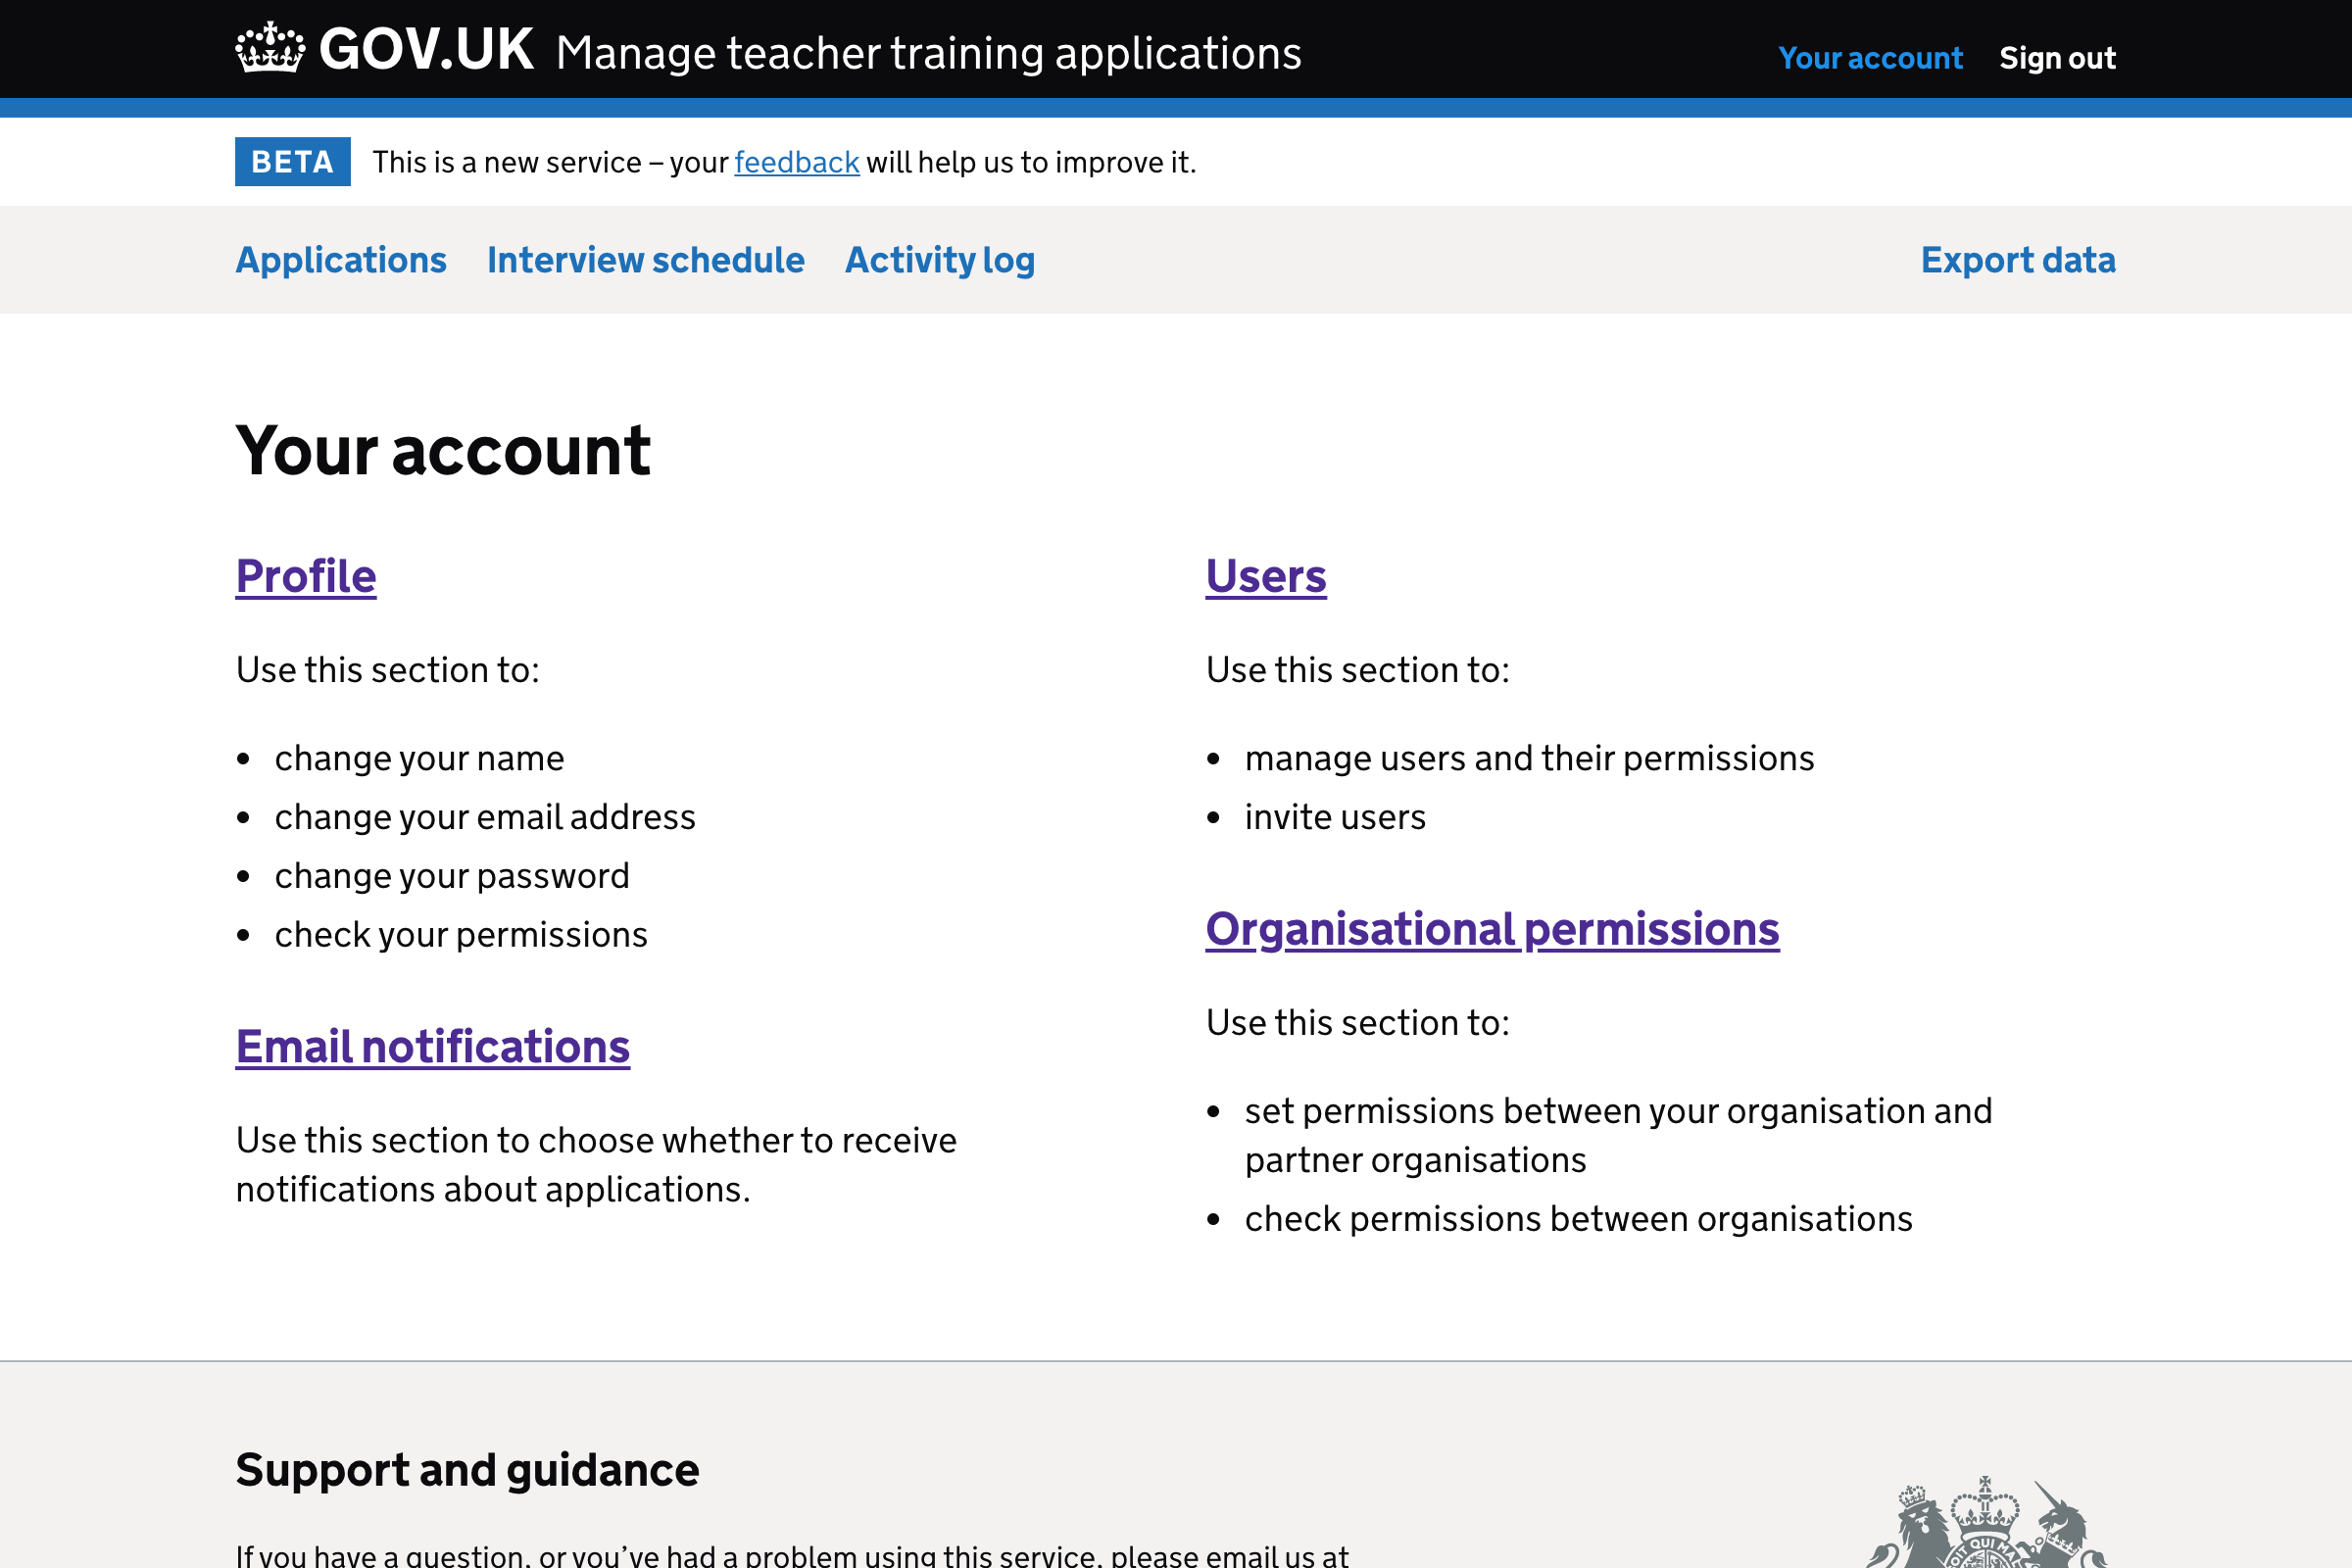 GOV.UK Manage teacher training applications
Your account
Sign out
BETA
This is a new service – your feedback will help us to improve it.
Applications
Interview schedule
Activity log
Export data
Your account
Profile
Use this section to:
• change your name
• change your email address
• change your password
• check your permissions
Email notifications
Use this section to choose whether to receive
notifications about applications.
Users
Use this section to:
• manage users and their permissions
• invite users
Organisational permissions
Use this section to:
• set permissions between your organisation and
partner organisations
• check permissions between organisations
Support and guidance
If you have a question, or you’ve had a problem using this service, please email us at